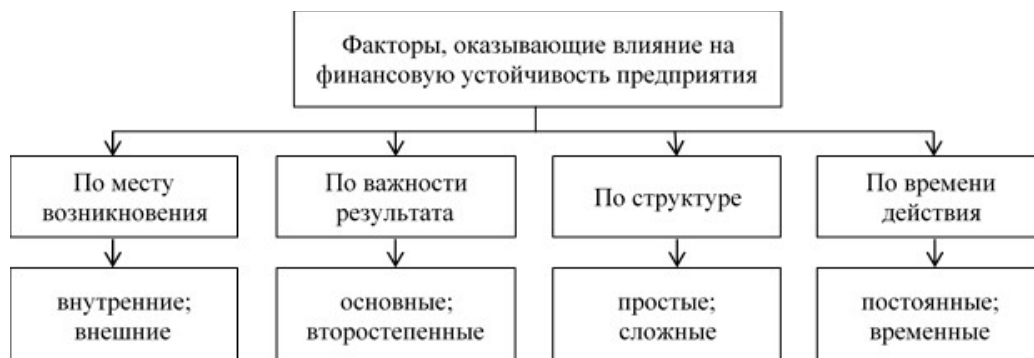 Факторы, оказывающие влияние на
финансовую устойчивость предприятия
По месту
возникновения
По важности
результата
По структуре
По времени
действия
внутренние;
внешние
основные;
второстепенные
простые;
сложные
постоянные;
временные